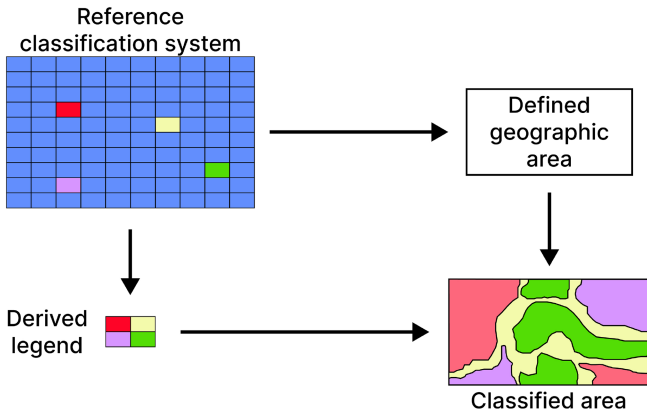 Reference
classification system
Defined
geographic
area
Derived
legend
Classified area